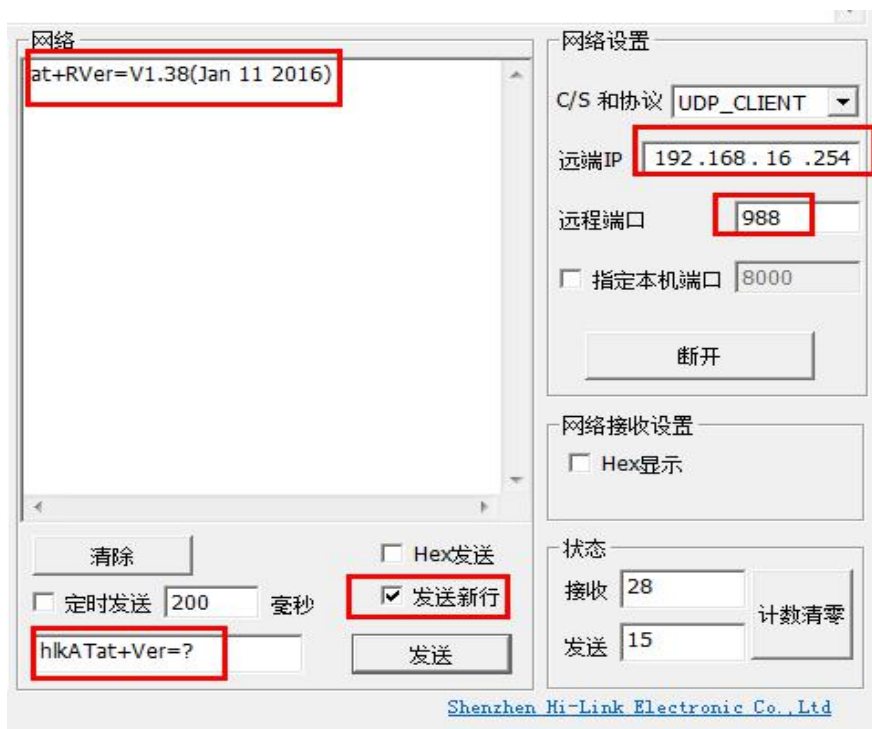 网络
at+RVer=V1.38(Jan 11 2016)
清除
Hex发送
定时发送 200 毫秒
发送新行
hlkATat+Ver=?
发送
网络设置
C/S 和协议 UDP_CLIENT
远端IP 192 .168 . 16 .254
远程端口 988
指定本机端口 8000
断开
网络接收设置
Hex显示
状态
接收 28
计数清零
发送 15
Shenzhen Hi-Link Electronic Co.,Ltd